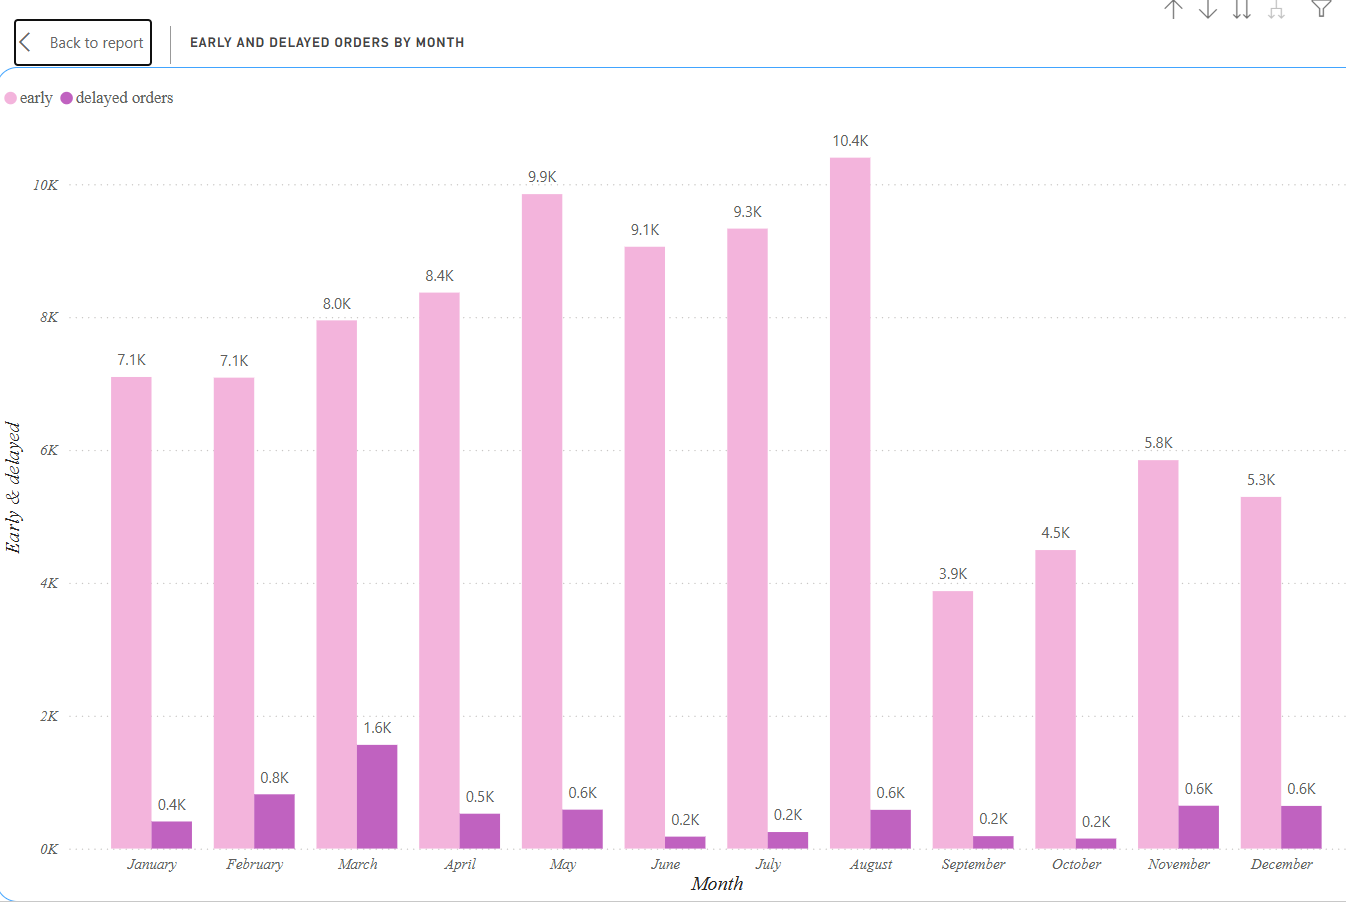 Back to report
EARLY AND DELAYED ORDERS BY MONTH
early delayed orders
10.4K
10K
9.9K
9.3K
9.1K
8.4K
8K
8.0K
7.1K
7.1K
6K
5.8K
5.3K
4.5K
4K
3.9K
2K
1.6K
0.8K
0.4K
0.5K
0.6K
0.2K
0.2K
0.6K
0.2K
0.2K
0.6K
0.6K
0K
Early & delayed
January February March April May June July August September October November December
Month